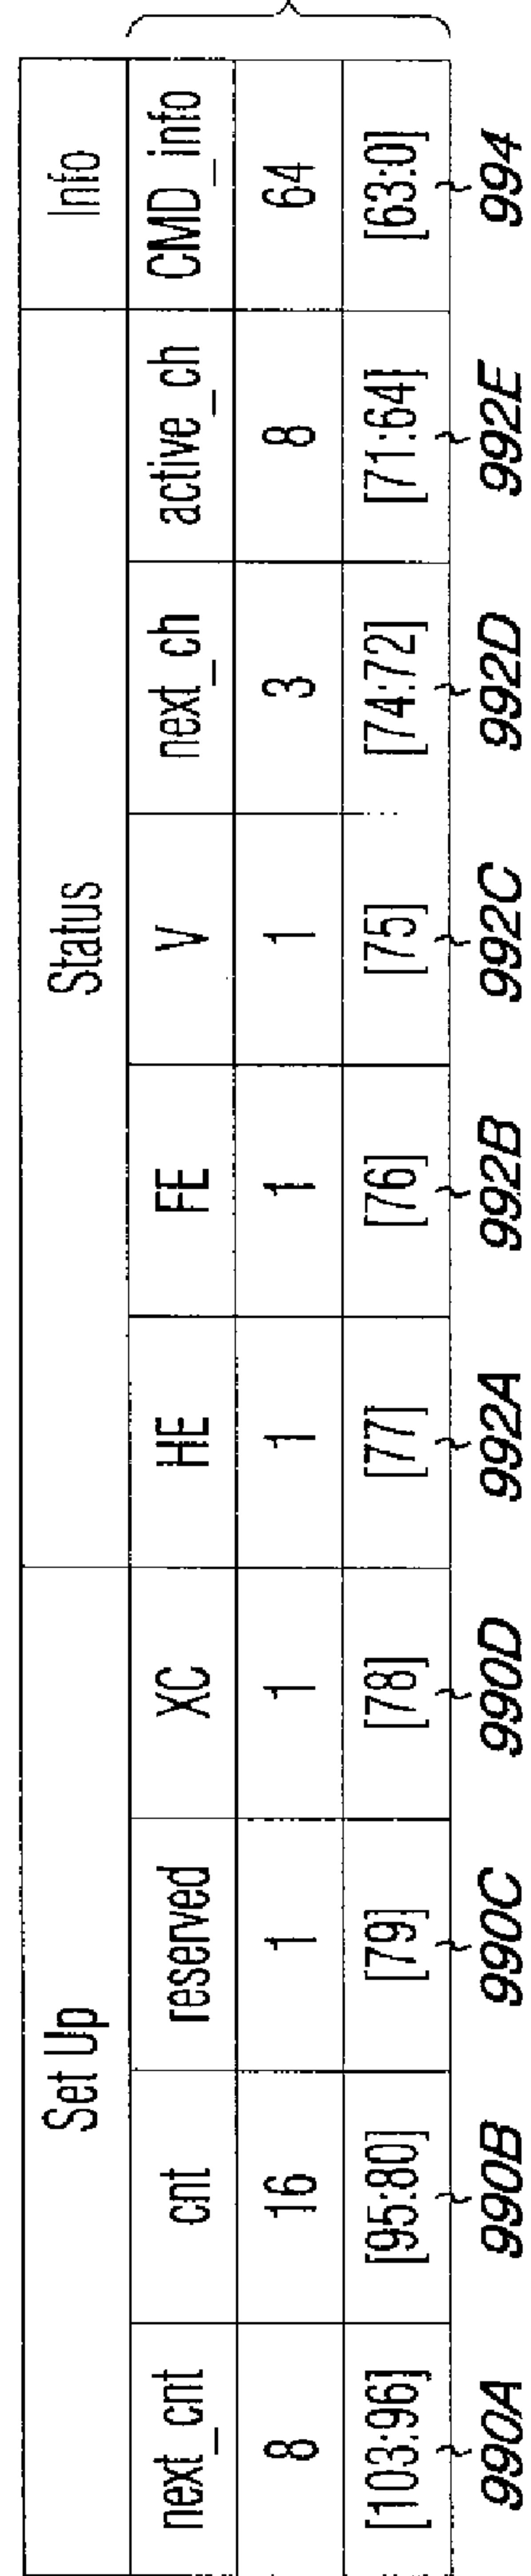 Set Up Status Info
next_cnt cnt reserved XC HE FE V next_ch active_ch CMD_info
8 16 1 1 1 1 1 3 8 64
[103:96] [95:80] [79] [78] [77] [76] [75] [74:72] [71:64] [63:0]
990A 990B 990C 990D 992A 992B 992C 992D 992E 994